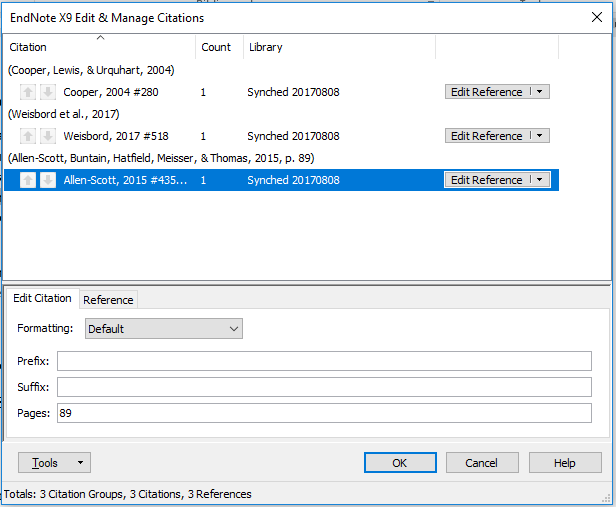 EndNote X9 Edit & Manage Citations
Citation Count Library
(Cooper, Lewis, & Urquhart, 2004)
Cooper, 2004 #280 1 Synched 20170808 Edit Reference
(Weisbord et al., 2017)
Weisbord, 2017 #518 1 Synched 20170808 Edit Reference
(Allen-Scott, Buntain, Hatfield, Meisser, & Thomas, 2015, p. 89)
Allen-Scott, 2015 #435... 1 Synched 20170808 Edit Reference
Edit Citation Reference
Formatting: Default
Prefix:
Suffix:
Pages: 89
Tools OK Cancel Help
Totals: 3 Citation Groups, 3 Citations, 3 References